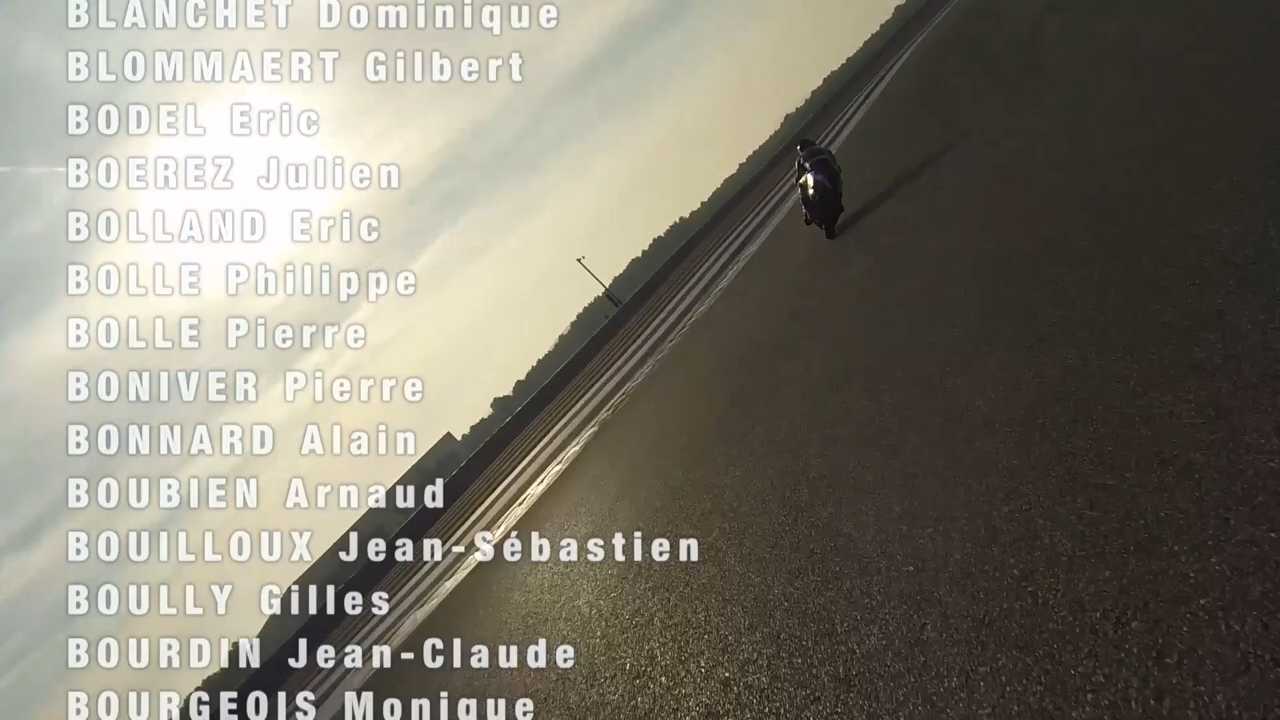 BLANCHET Dominique
BLOMMAERT Gilbert
BODEL Eric
BOEREZ Julien
BOLLAND Eric
BOLLE Philippe
BOLLE Pierre
BONIVER Pierre
BONNARD Alain
BOUBIEN Arnaud
BOUILLOUX Jean-Sébastien
BOULLY Gilles
BOURDIN Jean-Claude
BOURGEOIS Monique